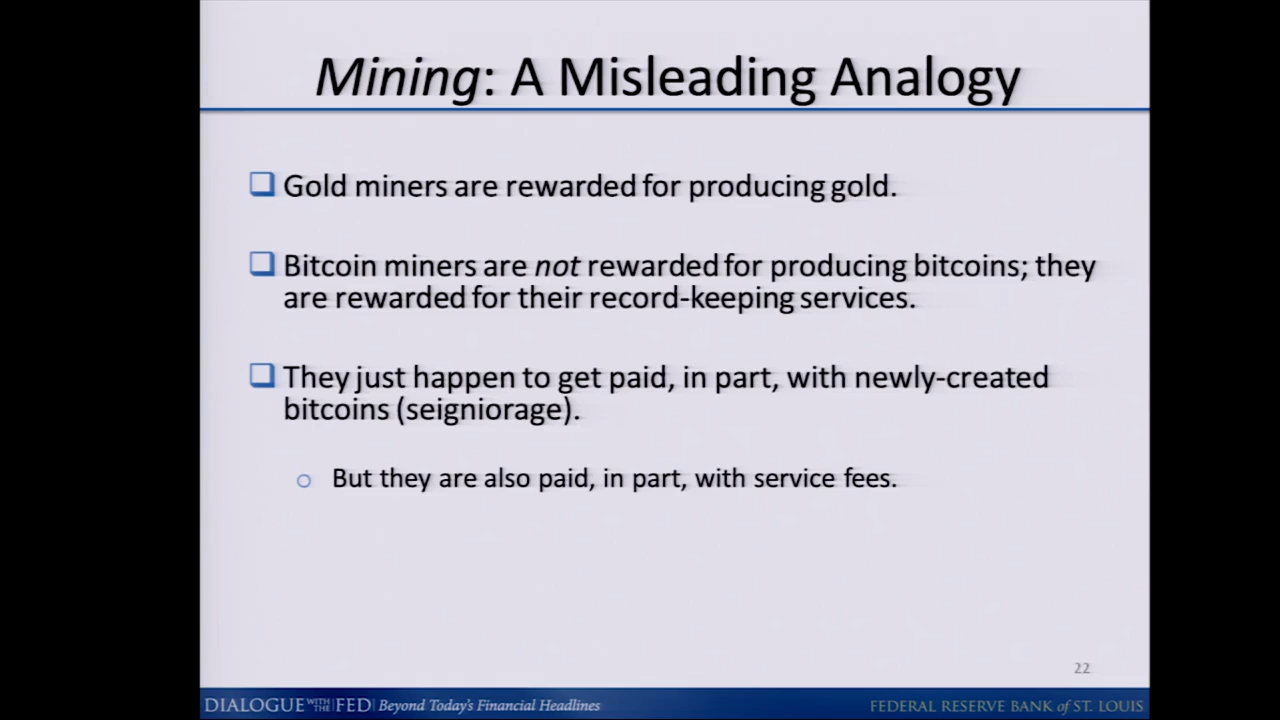 Mining: A Misleading Analogy
Gold miners are rewarded for producing gold.
Bitcoin miners are not rewarded for producing bitcoins; they
are rewarded for their record-keeping services.
They just happen to get paid, in part, with newly-created
bitcoins (seigniorage).
But they are also paid, in part, with service fees.
22
DIALOGUE WITH THE FED | Beyond Today's Financial Headlines
FEDERAL RESERVE BANK of ST. LOUIS